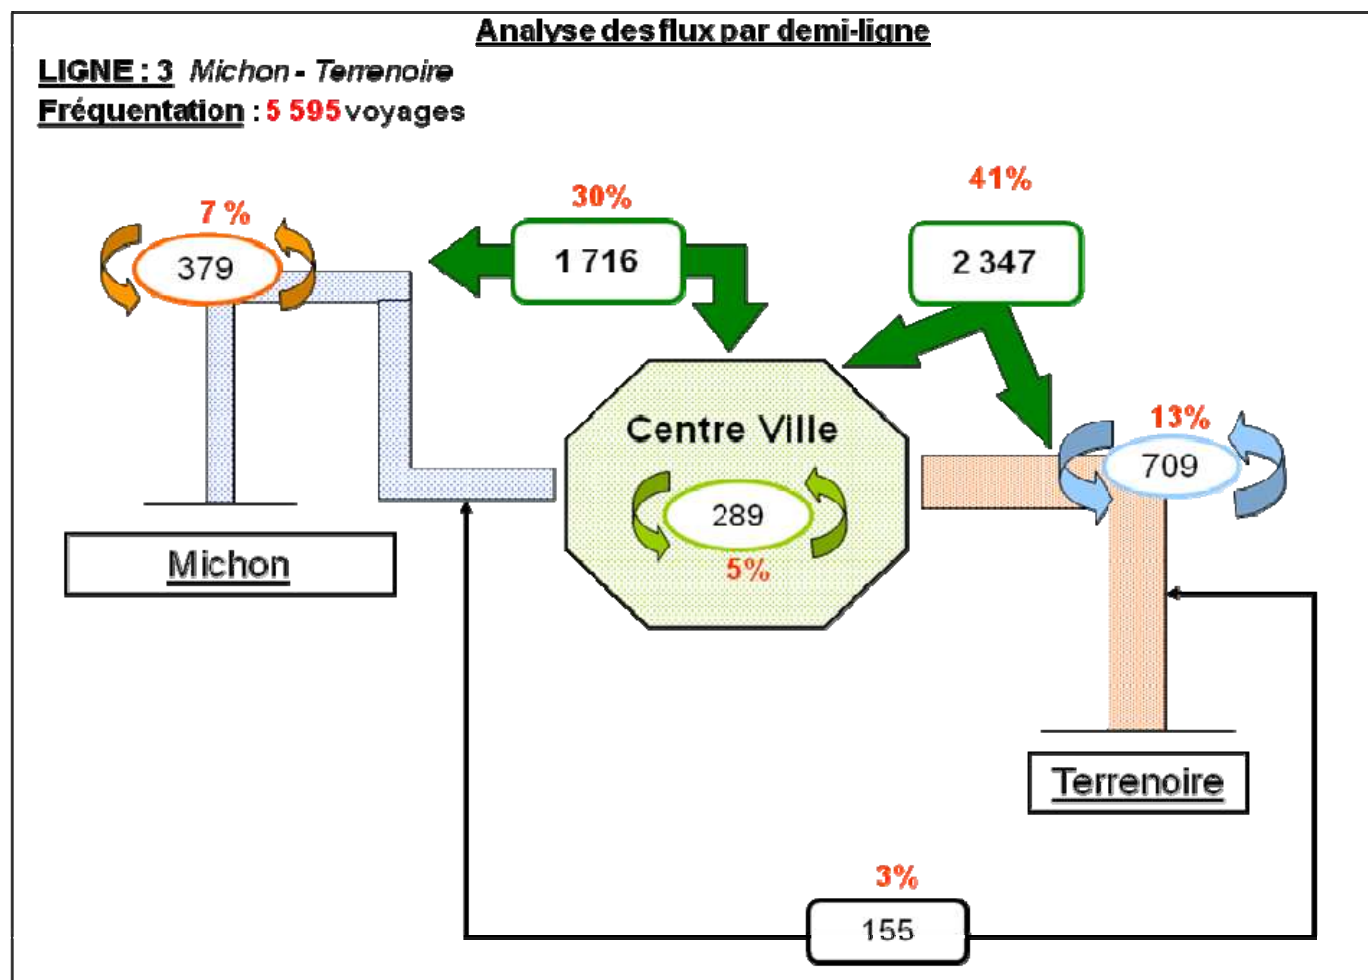 Analyse des flux par demi-ligne
LIGNE : 3 Michon - Terrenoire
Fréquentation : 5 595 voyages
7 %
379
30%
1 716
41%
2 347
Centre Ville
289
5%
13%
709
Michon
Terrenoire
3%
155